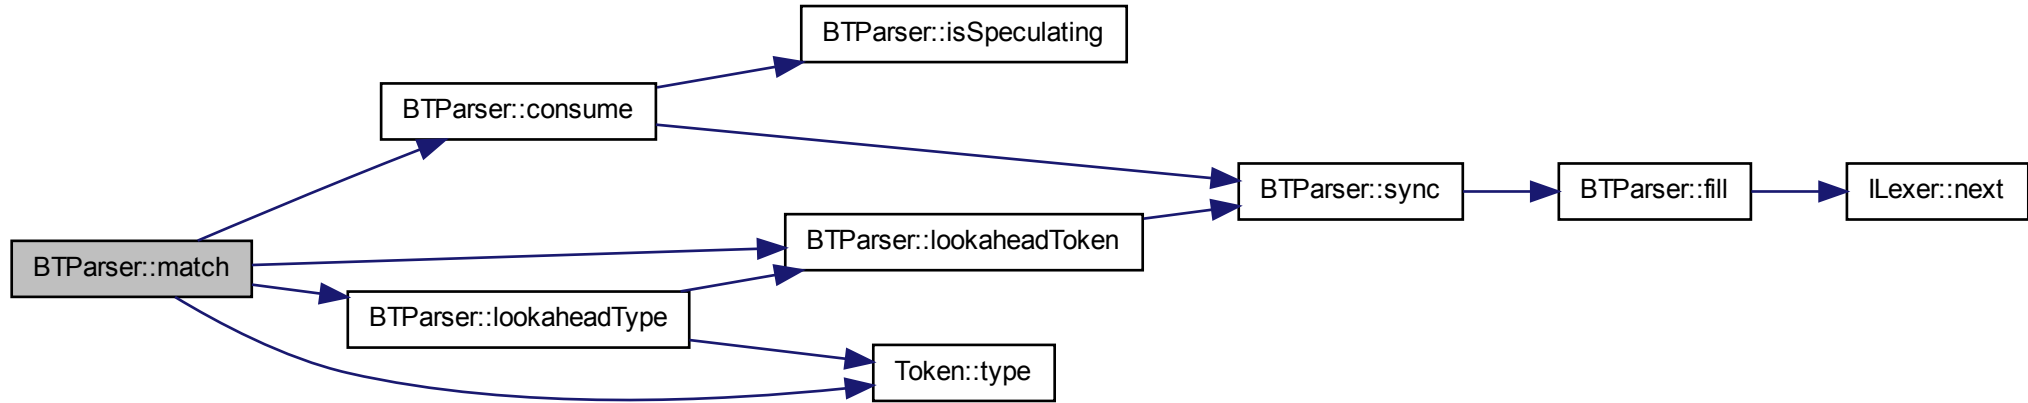 BTParser::isSpeculating
BTParser::consume
BTParser::sync
BTParser::fill
ILexer::next
BTParser::lookaheadToken
BTParser::match
BTParser::lookaheadType
Token::type